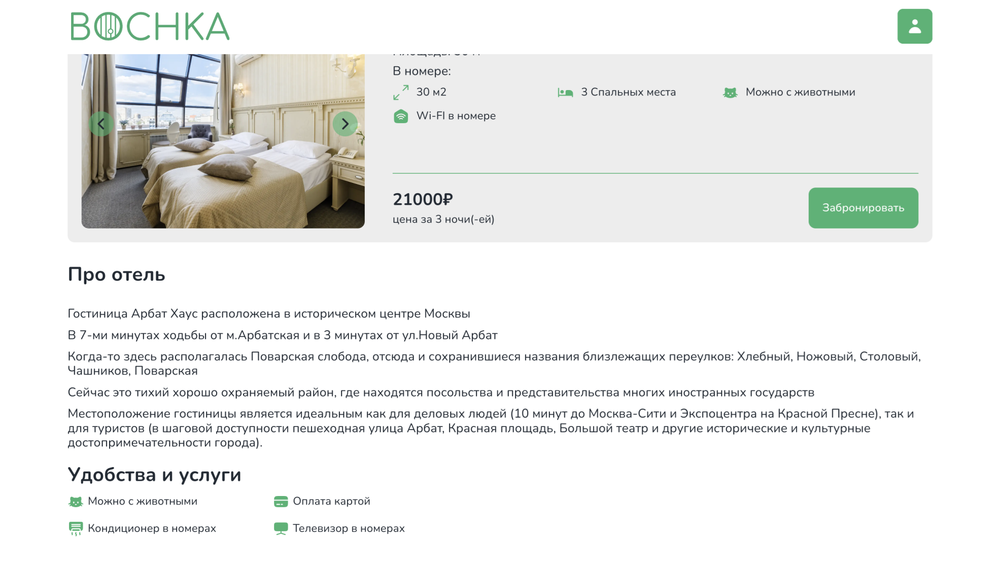 BOCHKA
В номере:
30 м2
3 Спальных места
Можно с животными
Wi-FI в номере
21000₽
цена за 3 ночи(-ей)
Забронировать
Про отель
Гостиница Арбат Хаус расположена в историческом центре Москвы
В 7-ми минутах ходьбы от м.Арбатская и в 3 минутах от ул.Новый Арбат
Когда-то здесь располагалась Поварская слобода, отсюда и сохранившиеся названия близлежащих переулков: Хлебный, Ножовый, Столовый,
Чашников, Поварская
Сейчас это тихий хорошо охраняемый район, где находятся посольства и представительства многих иностранных государств
Местоположение гостиницы является идеальным как для деловых людей (10 минут до Москва-Сити и Экспоцентра на Красной Пресне), так и
для туристов (в шаговой доступности пешеходная улица Арбат, Красная площадь, Большой театр и другие исторические и культурные
достопримечательности города).
Удобства и услуги
Можно с животными
Оплата картой
Кондиционер в номерах
Телевизор в номерах